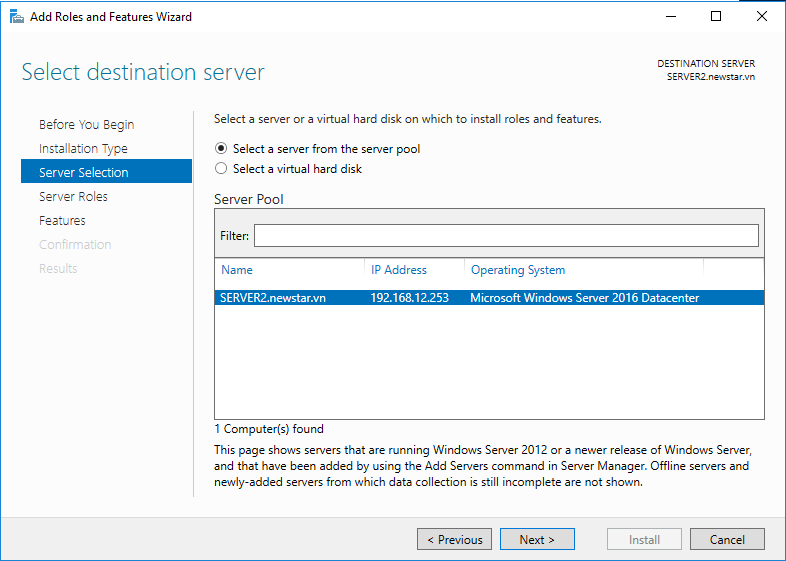 Add Roles and Features Wizard
Select destination server
DESTINATION SERVER
SERVER2.newstar.vn
Before You Begin
Installation Type
Server Selection
Server Roles
Features
Confirmation
Results
Select a server or a virtual hard disk on which to install roles and features.
Select a server from the server pool
Select a virtual hard disk
Server Pool
Filter:
Name IP Address Operating System
SERVER2.newstar.vn 192.168.12.253 Microsoft Windows Server 2016 Datacenter
1 Computer(s) found
This page shows servers that are running Windows Server 2012 or a newer release of Windows Server,
and that have been added by using the Add Servers command in Server Manager. Offline servers and
newly-added servers from which data collection is still incomplete are not shown.
< Previous Next > Install Cancel